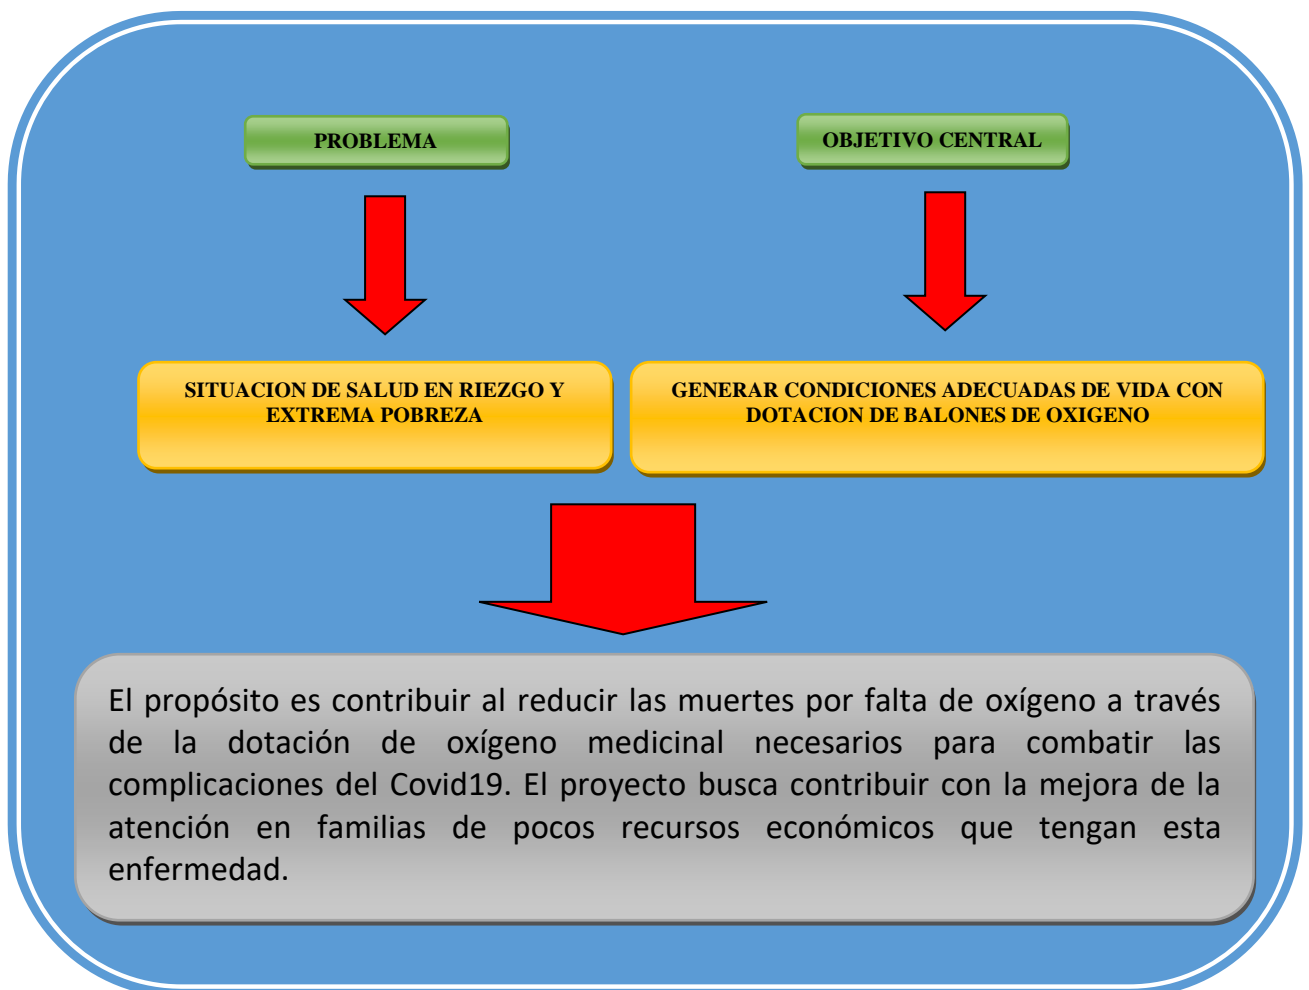 PROBLEMA
OBJETIVO CENTRAL
SITUACION DE SALUD EN RIEZGO Y
EXTREMA POBREZA
GENERAR CONDICIONES ADECUADAS DE VIDA CON
DOTACION DE BALONES DE OXIGENO
El propósito es contribuir al reducir las muertes por falta de oxígeno a través
de la dotación de oxígeno medicinal necesarios para combatir las
complicaciones del Covid19. El proyecto busca contribuir con la mejora de la
atención en familias de pocos recursos económicos que tengan esta
enfermedad.